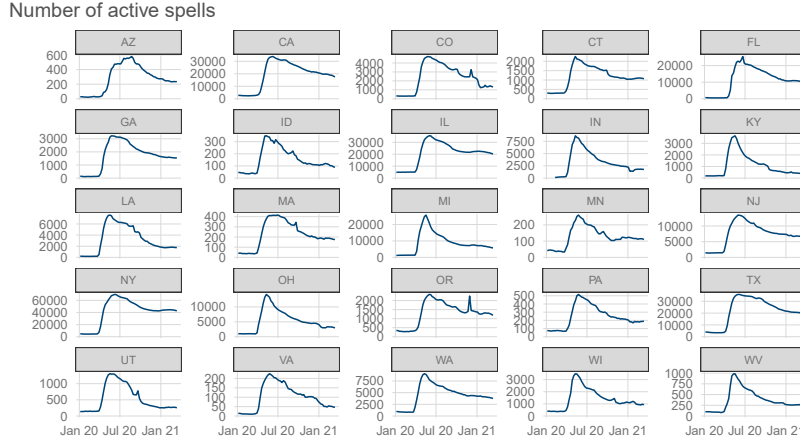 Number of active spells
AZ CA CO CT FL
600 400 200 0
30000 20000 10000 0
4000 3000 2000 1000 0
2000 1500 1000 500 0
20000 10000 0
GA ID IL IN KY
3000 2000 1000 0
300 200 100 0
30000 20000 10000 0
7500 5000 2500 0
3000 2000 1000 0
LA MA MI MN NJ
6000 4000 2000 0
400 300 200 100 0
20000 10000 0
200 100 0
10000 5000 0
NY OH OR PA TX
60000 40000 20000 0
10000 5000 0
2000 1500 1000 500 0
500 400 300 200 100 0
30000 20000 10000 0
UT VA WA WI WV
1000 500 0
200 150 100 50 0
7500 5000 2500 0
3000 2000 1000 0
1000 750 500 250 0
Jan 20 Jul 20 Jan 21 Jan 20 Jul 20 Jan 21 Jan 20 Jul 20 Jan 21 Jan 20 Jul 20 Jan 21 Jan 20 Jul 20 Jan 21